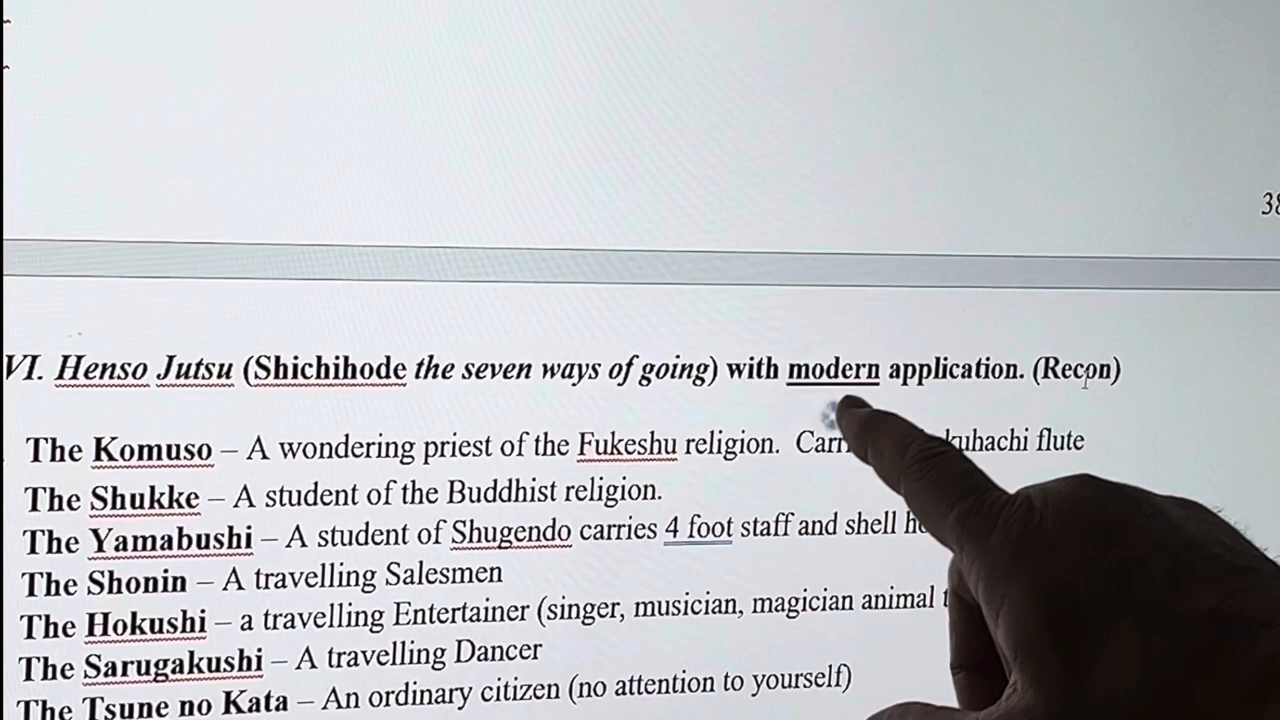 38
VI. Henso Jutsu (Shichihode the seven ways of going) with modern application. (Recon)
The Komuso – A wondering priest of the Fukeshu religion. flute
The Shukke – A student of the Buddhist religion.
The Yamabushi – A student of Shugendo carries 4 foot staff and shell
The Shonin – A travelling Salesmen
The Hokushi – a travelling Entertainer (singer, musician, magician animal
The Sarugakushi – A travelling Dancer
The Tsune no Kata – An ordinary citizen (no attention to yourself)